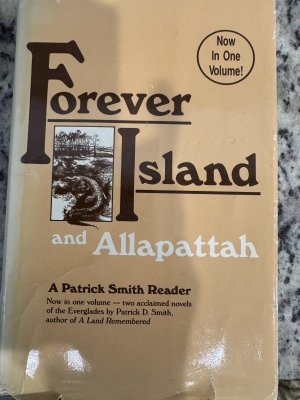 Now
In One
Volume!
Forever
Island
and Allapattah
A Patrick Smith Reader
Now in one volume — two acclaimed novels
of the Everglades by Patrick D. Smith,
author of A Land Remembered